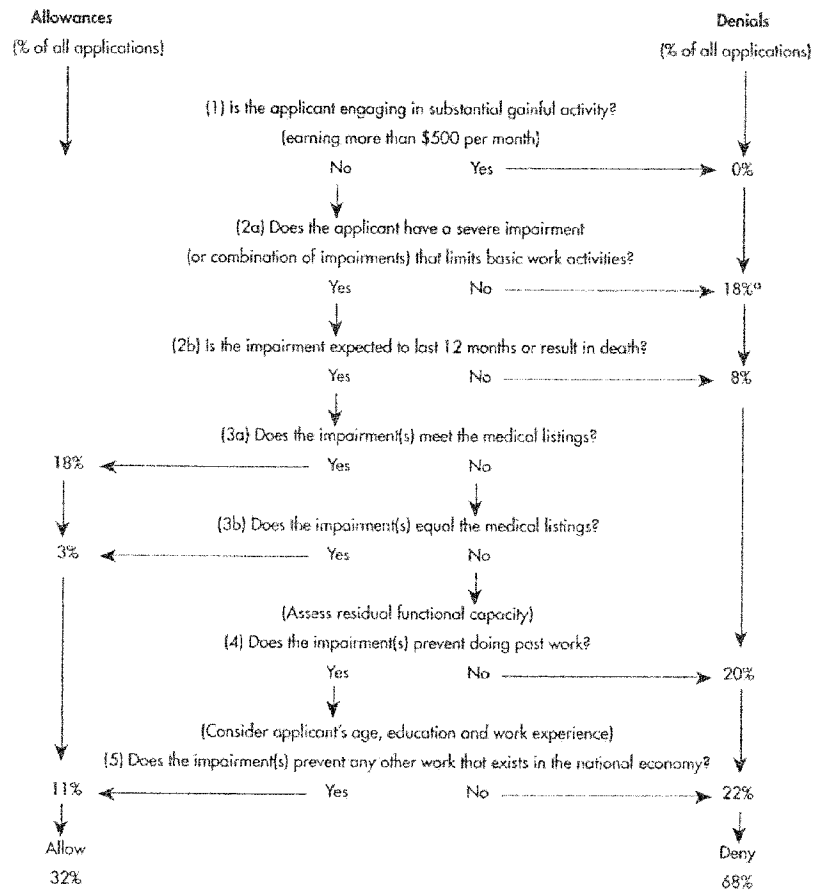 Allowances
Denials
(% of all applications)
(% of all applications)
(1) Is the applicant engaging in substantial gainful activity?
(earning more than $500 per month)
No Yes 0%
(2a) Does the applicant have a severe impairment
(or combination of impairments) that limits basic work activities?
Yes No 18%a
(2b) Is the impairment expected to last 12 months or result in death?
Yes No 8%
(3a) Does the impairment(s) meet the medical listings?
18% Yes No
(3b) Does the impairment(s) equal the medical listings?
3% Yes No
(Assess residual functional capacity)
(4) Does the impairment(s) prevent doing past work?
Yes No 20%
(Consider applicant's age, education and work experience)
(5) Does the impairment(s) prevent any other work that exists in the national economy?
11% Yes No 22%
Allow Deny
32% 68%